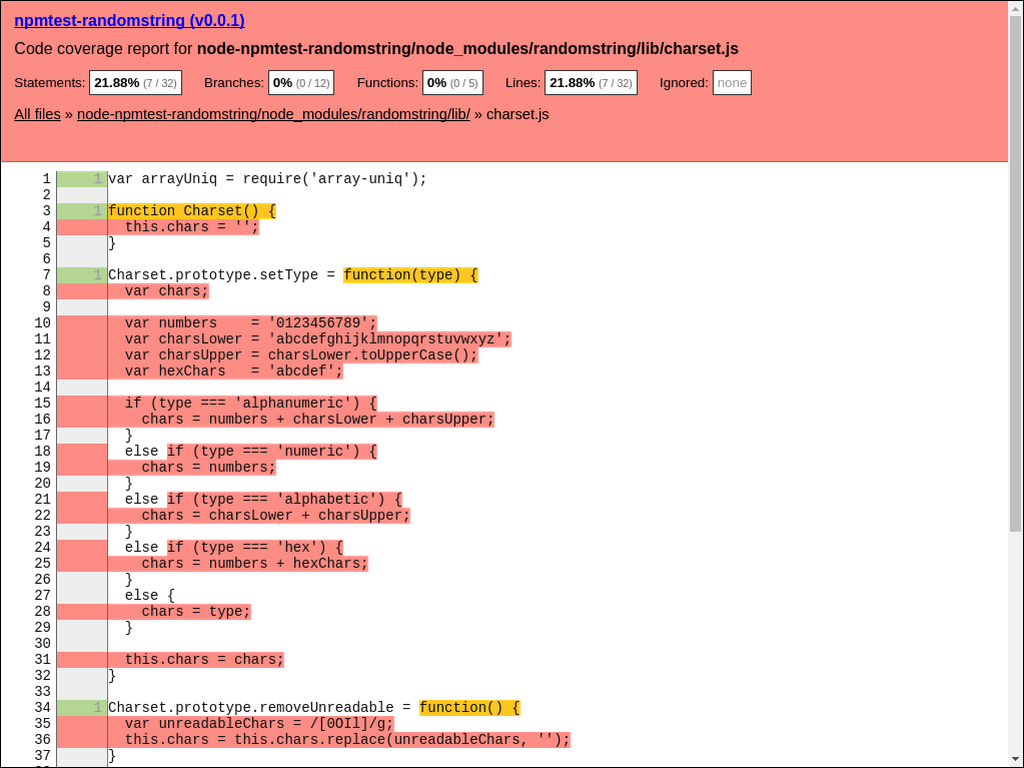 npmtest-randomstring (v0.0.1)
Code coverage report for node-npmtest-randomstring/node_modules/randomstring/lib/charset.js
Statements: 21.88% (7 / 32) Branches: 0% (0 / 12) Functions: 0% (0 / 5) Lines: 21.88% (7 / 32) Ignored: none
All files » node-npmtest-randomstring/node_modules/randomstring/lib/ » charset.js
1 1 var arrayUniq = require('array-uniq');
2
3 1 function Charset() {
4   this.chars = '';
5 }
6
7 1 Charset.prototype.setType = function(type) {
8   var chars;
9
10   var numbers    = '0123456789';
11   var charsLower = 'abcdefghijklmnopqrstuvwxyz';
12   var charsUpper = charsLower.toUpperCase();
13   var hexChars   = 'abcdef';
14
15   if (type === 'alphanumeric') {
16     chars = numbers + charsLower + charsUpper;
17   }
18   else if (type === 'numeric') {
19     chars = numbers;
20   }
21   else if (type === 'alphabetic') {
22     chars = charsLower + charsUpper;
23   }
24   else if (type === 'hex') {
25     chars = numbers + hexChars;
26   }
27   else {
28     chars = type;
29   }
30
31   this.chars = chars;
32 }
33
34 1 Charset.prototype.removeUnreadable = function() {
35   var unreadableChars = /[0OIl]/g;
36   this.chars = this.chars.replace(unreadableChars, '');
37 }